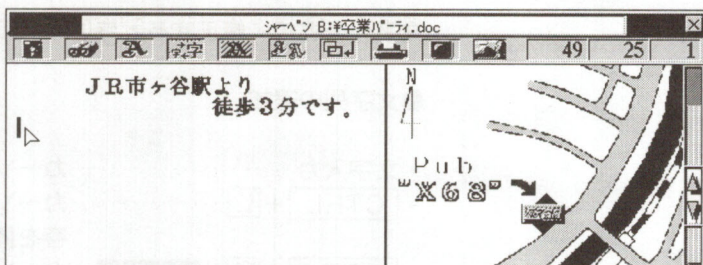 シャーペン B:¥卒業パーティ.doc
49 25 1
JR市ヶ谷駅より
徒歩3分です。
N
Pub
"X68"